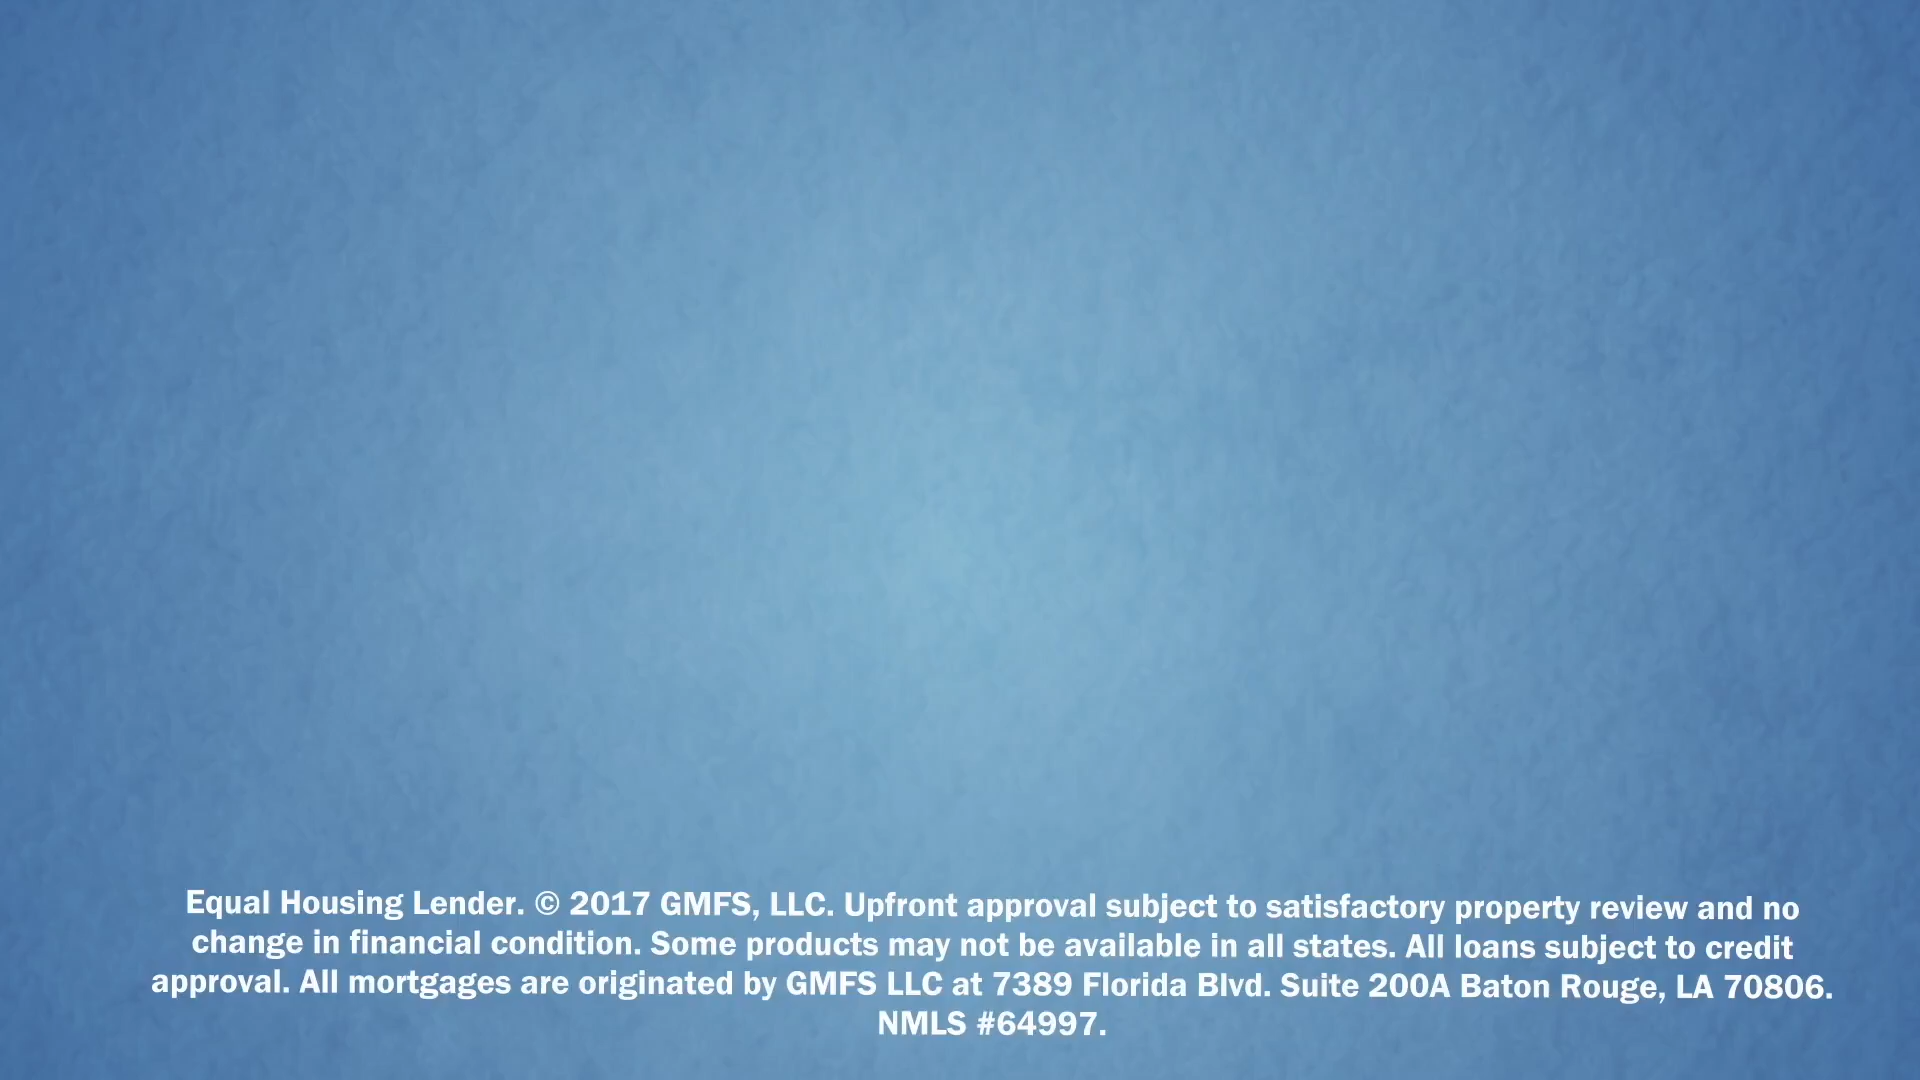 Equal Housing Lender. © 2017 GMFS, LLC. Upfront approval subject to satisfactory property review and no
change in financial condition. Some products may not be available in all states. All loans subject to credit
approval. All mortgages are originated by GMFS LLC at 7389 Florida Blvd. Suite 200A Baton Rouge, LA 70806.
NMLS #64997.